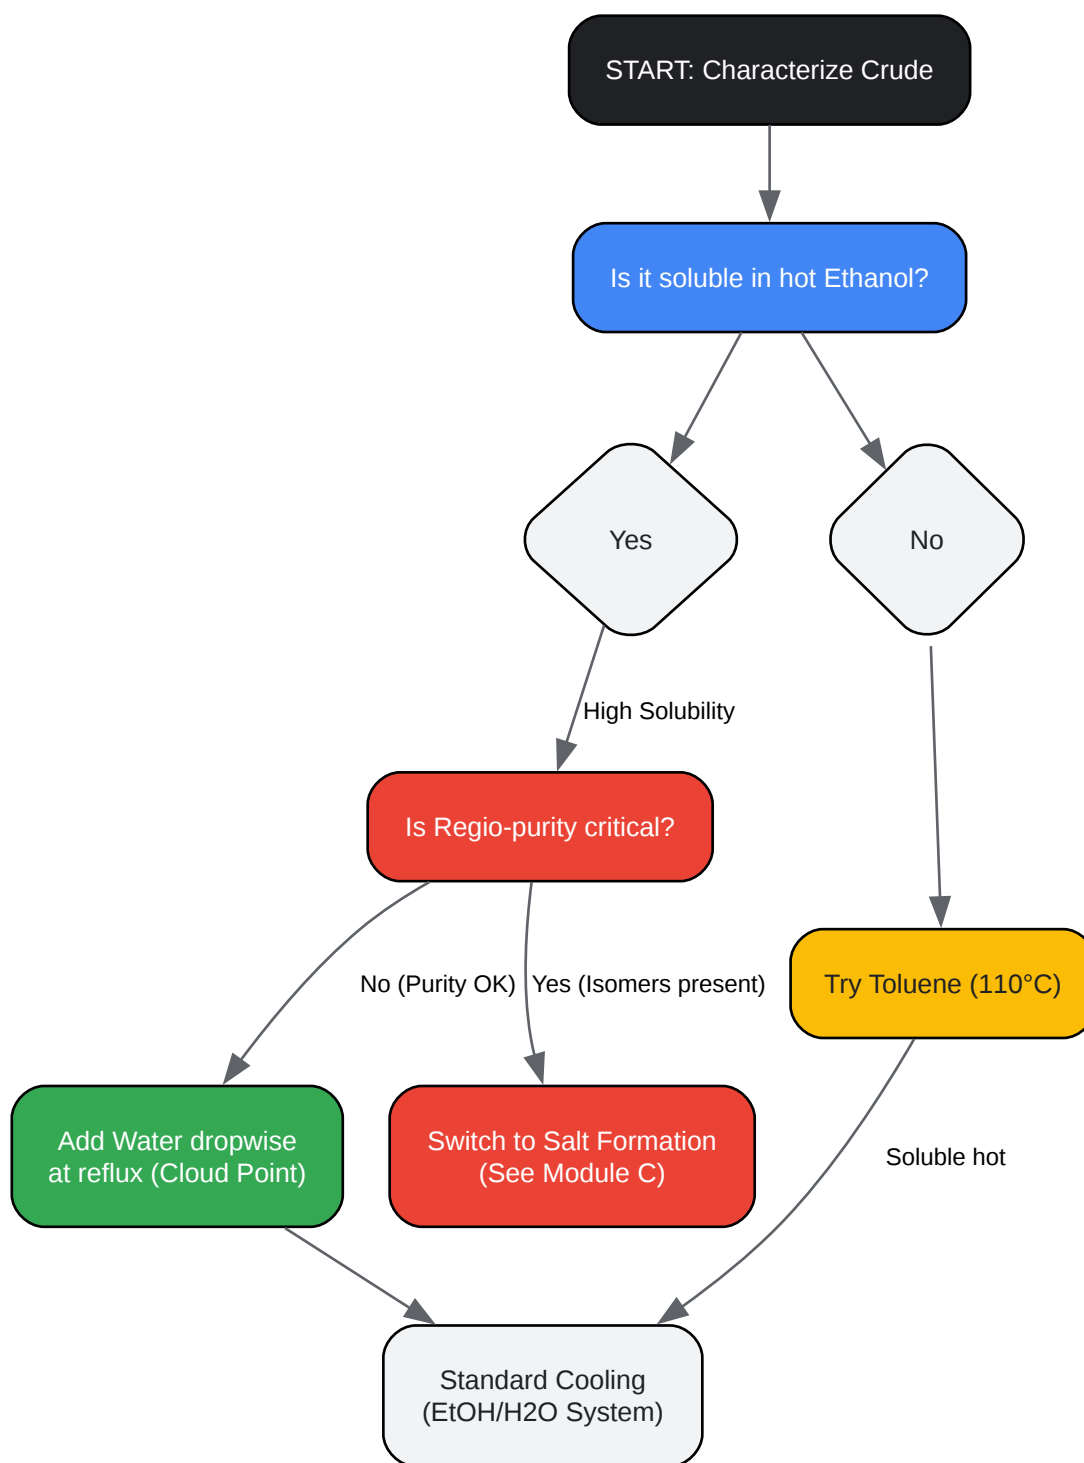 START: Characterize Crude
Is it soluble in hot Ethanol?
Yes
No
High Solubility
Is Regio-purity critical?
No (Purity OK)
Yes (Isomers present)
Try Toluene (110°C)
Add Water dropwise
at reflux (Cloud Point)
Switch to Salt Formation
(See Module C)
Soluble hot
Standard Cooling
(EtOH/H2O System)